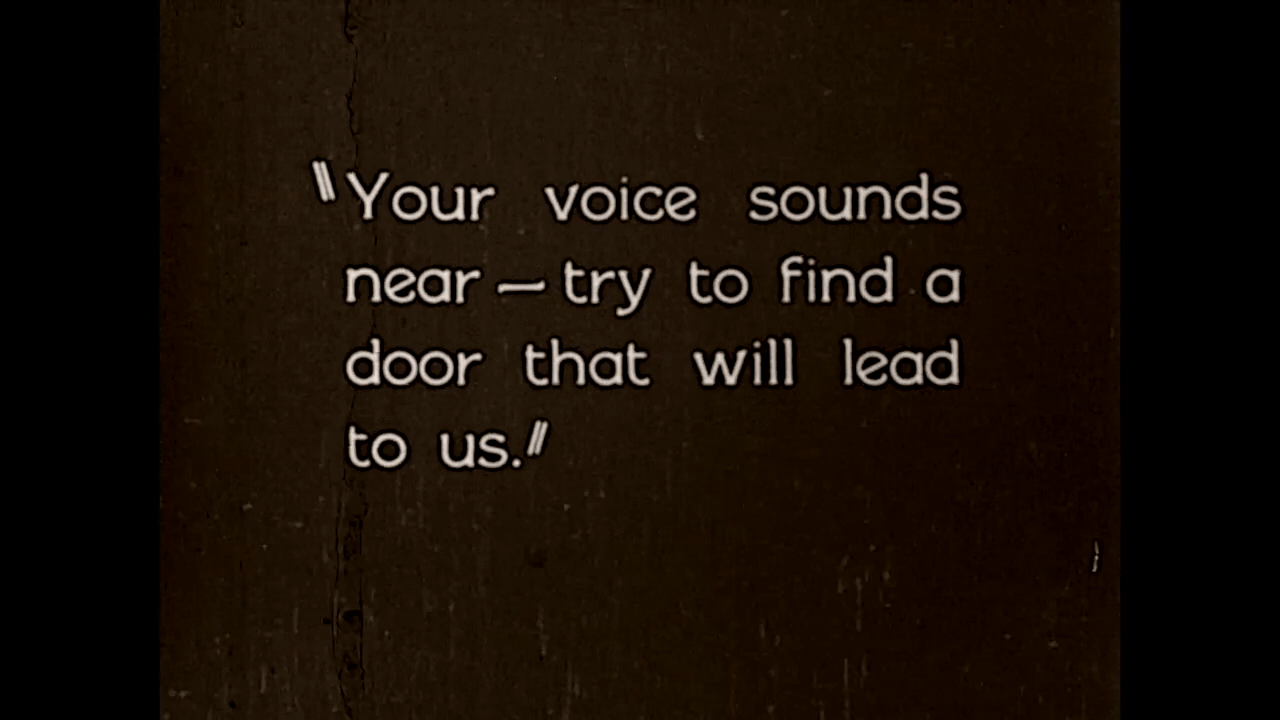 "Your voice sounds
near — try to find a
door that will lead
to us."